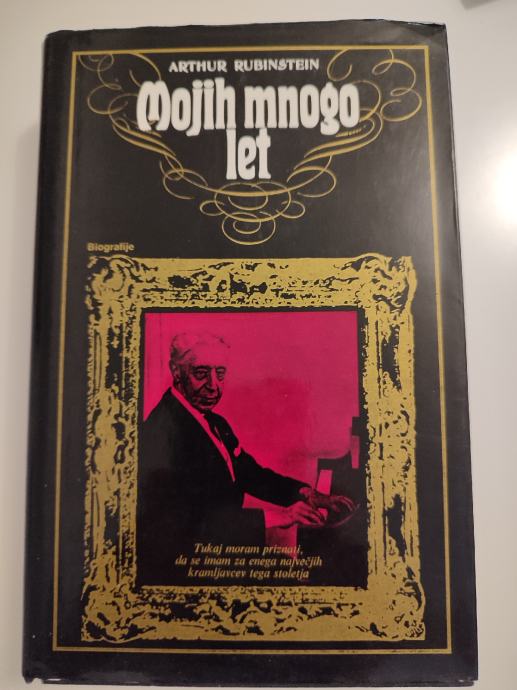 ARTHUR RUBINSTEIN
Mojih mnogo
let
Biografije
Tukaj moram priznati,
da se imam za enega največjih
kramljavcev tega stoletja